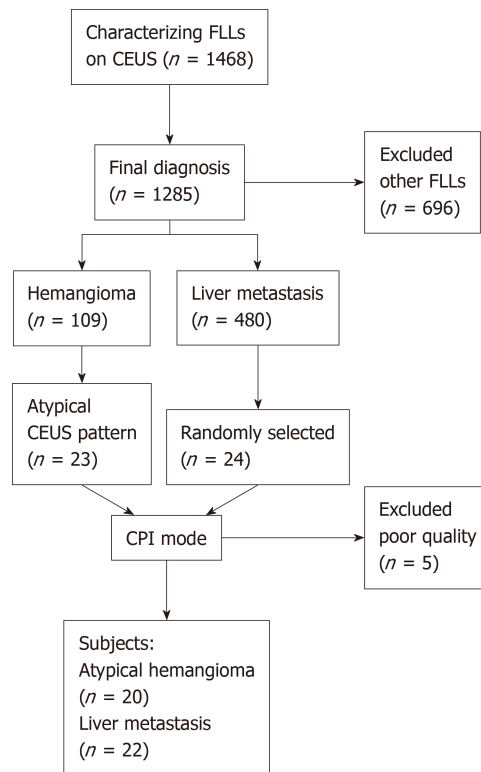 Characterizing FLLs
on CEUS (n = 1468)
Final diagnosis
(n = 1285)
Excluded
other FLLs
(n = 696)
Hemangioma
(n = 109)
Liver metastasis
(n = 480)
Atypical
CEUS pattern
(n = 23)
Randomly selected
(n = 24)
CPI mode
Excluded
poor quality
(n = 5)
Subjects:
Atypical hemangioma
(n = 20)
Liver metastasis
(n = 22)